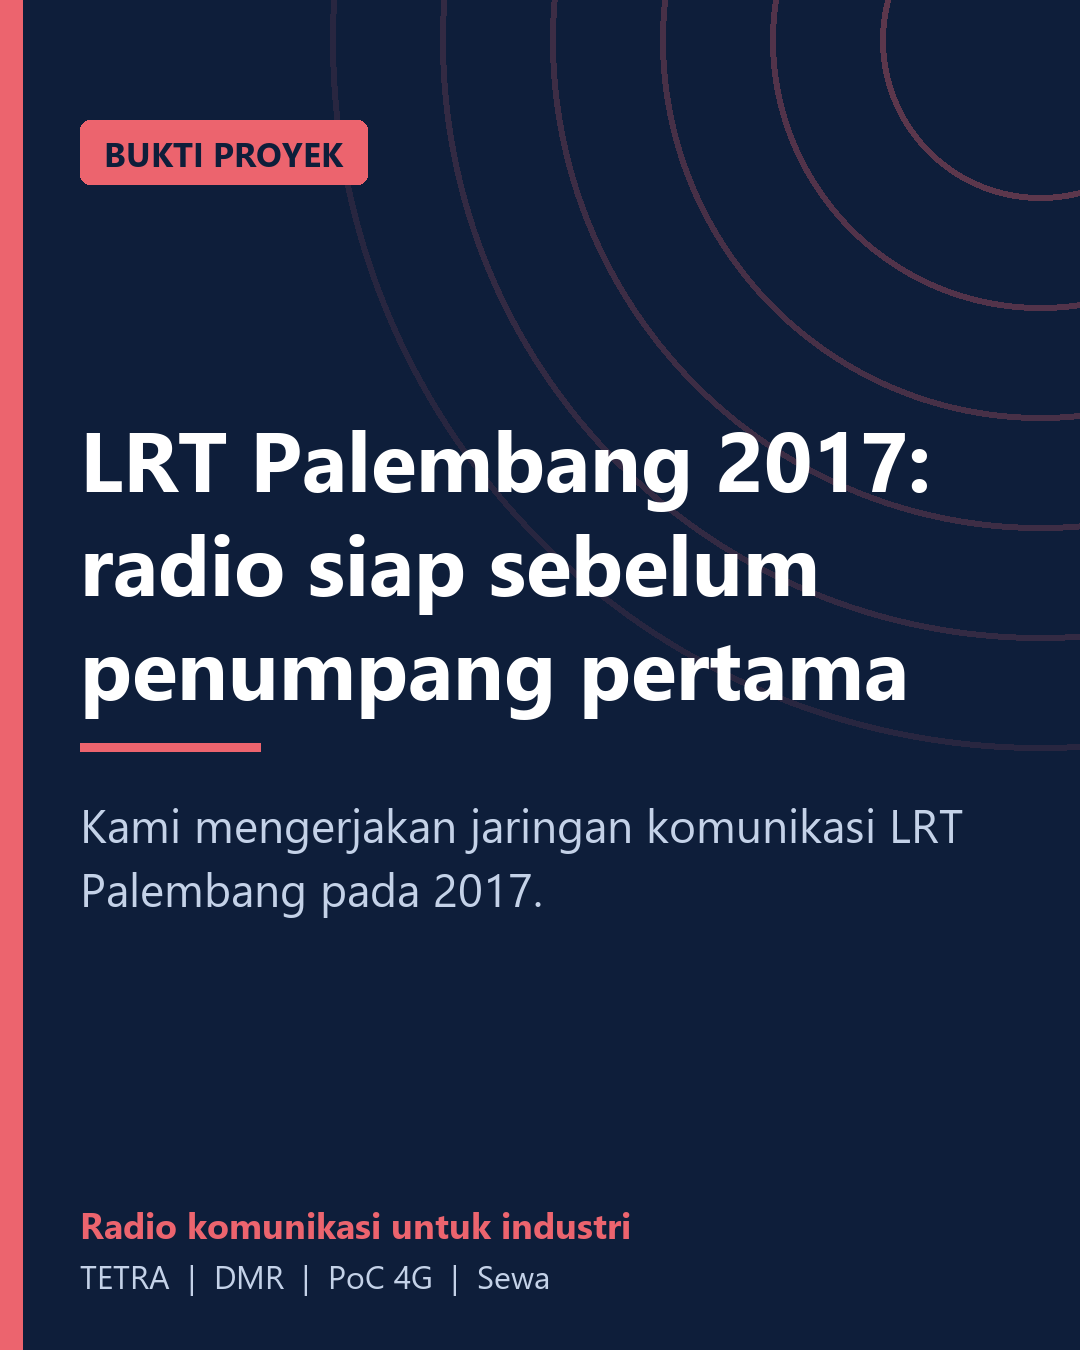 BUKTI PROYEK
LRT Palembang 2017:
radio siap sebelum
penumpang pertama
Kami mengerjakan jaringan komunikasi LRT
Palembang pada 2017.
Radio komunikasi untuk industri
TETRA | DMR | PoC 4G | Sewa